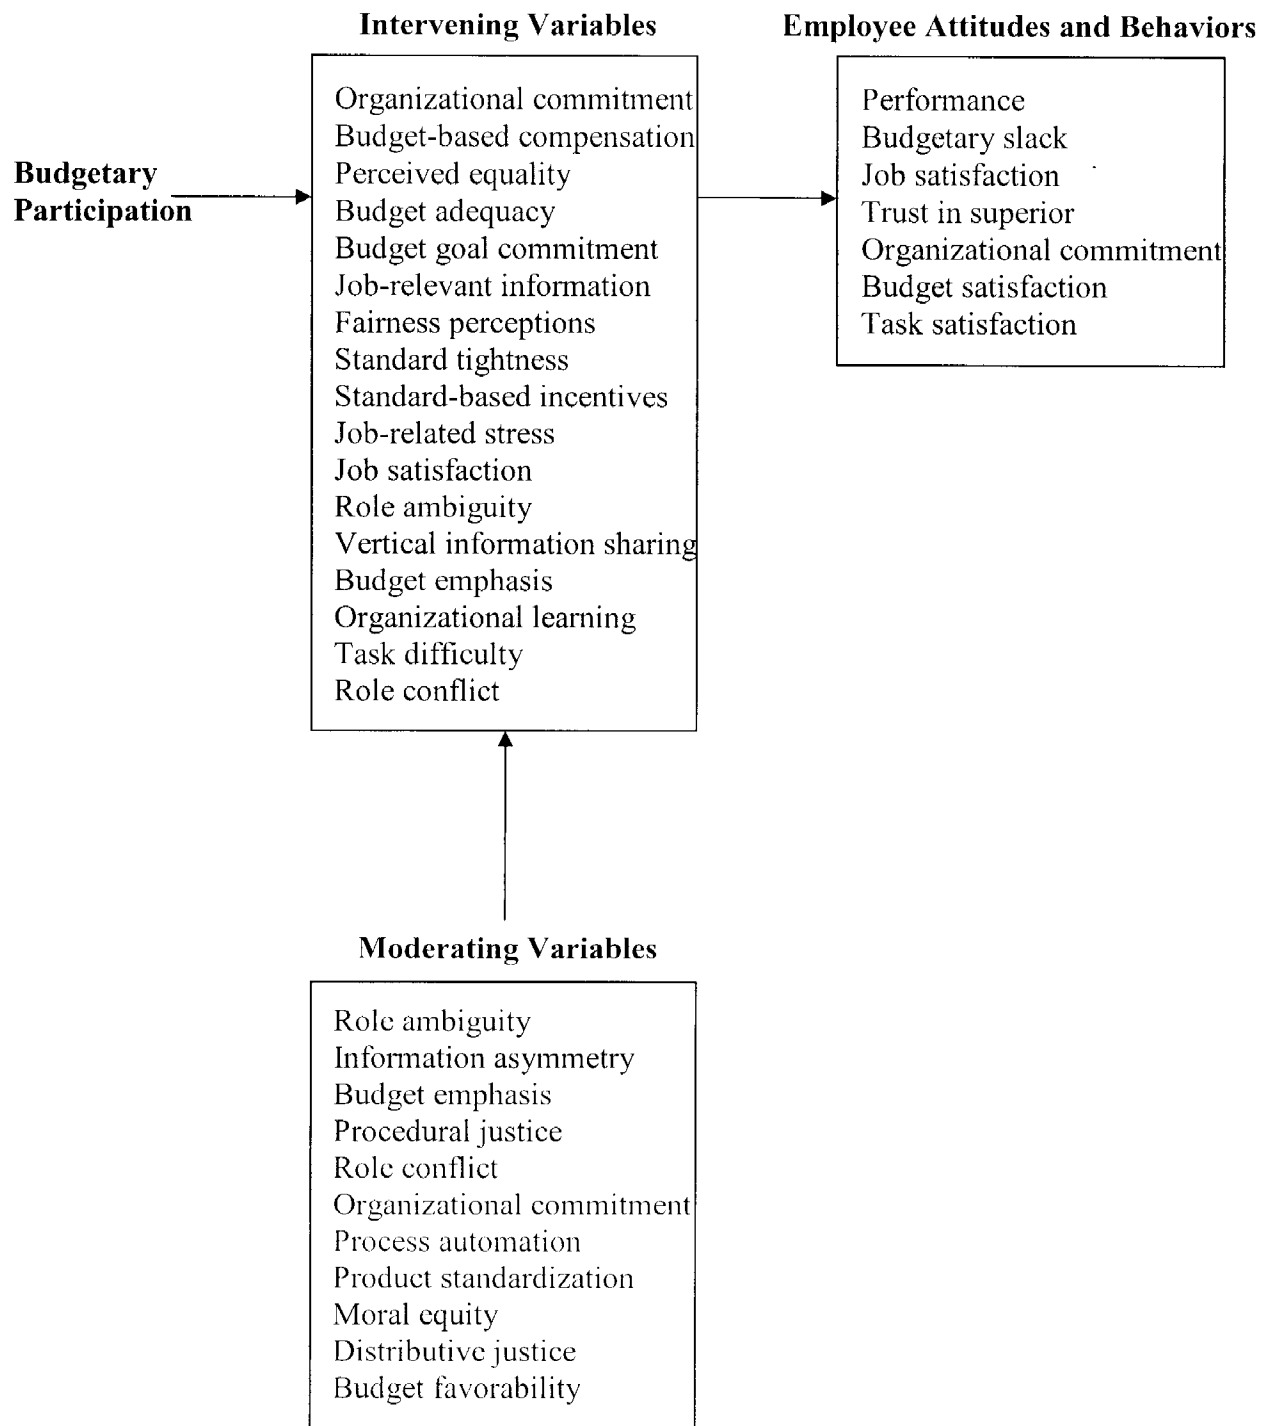 Intervening Variables
Employee Attitudes and Behaviors
Budgetary
Participation
Organizational commitment
Budget-based compensation
Perceived equality
Budget adequacy
Budget goal commitment
Job-relevant information
Fairness perceptions
Standard tightness
Standard-based incentives
Job-related stress
Job satisfaction
Role ambiguity
Vertical information sharing
Budget emphasis
Organizational learning
Task difficulty
Role conflict
Performance
Budgetary slack
Job satisfaction
Trust in superior
Organizational commitment
Budget satisfaction
Task satisfaction
Moderating Variables
Role ambiguity
Information asymmetry
Budget emphasis
Procedural justice
Role conflict
Organizational commitment
Process automation
Product standardization
Moral equity
Distributive justice
Budget favorability